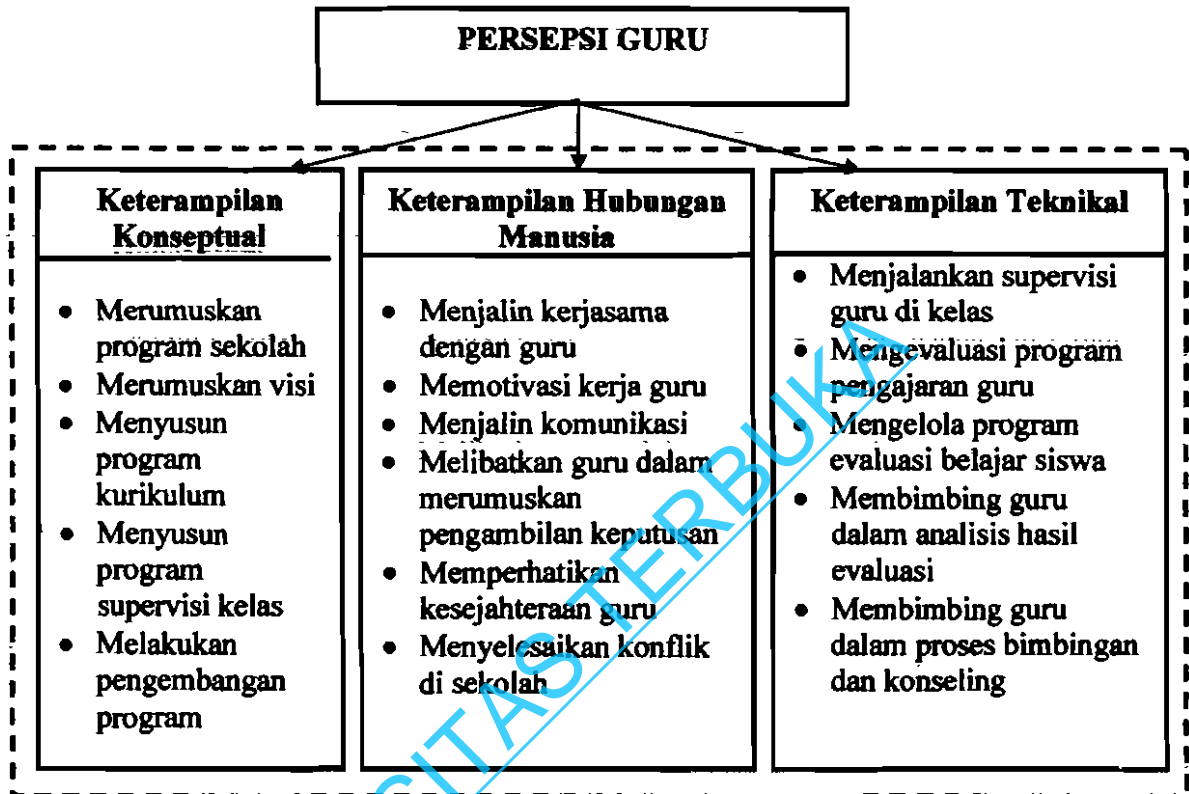 PERSEPSI GURU
Keterampilan
Konseptual
• Merumuskan
program sekolah
• Merumuskan visi
• Menyusun
program
kurikulum
• Menyusun
program
supervisi kelas
• Melakukan
pengembangan
program
Keterampilan Hubungan
Manusia
• Menjalin kerjasama
dengan guru
• Memotivasi kerja guru
• Menjalin komunikasi
• Melibatkan guru dalam
merumuskan
pengambilan keputusan
• Memperhatikan
kesejahteraan guru
• Menyelesaikan konflik
di sekolah
Keterampilan Teknikal
• Menjalankan supervisi
guru di kelas
• Mengevaluasi program
pengajaran guru
• Mengelola program
evaluasi belajar siswa
• Membimbing guru
dalam analisis hasil
evaluasi
• Membimbing guru
dalam proses bimbingan
dan konseling
SITAS TERBUKA